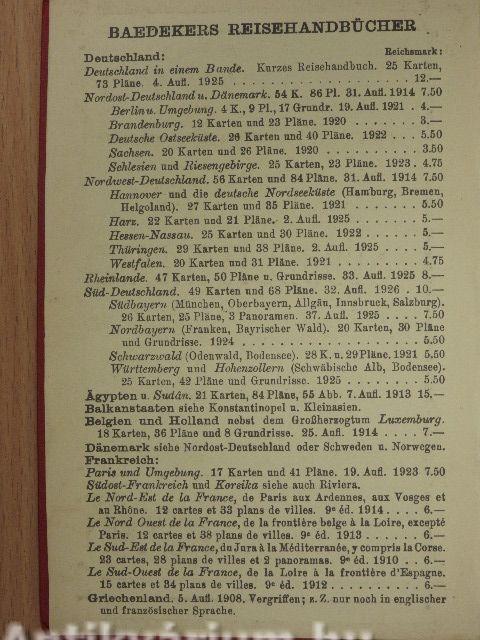 BAEDEKERS REISEHANDBÜCHER
Reichsmark:
Deutschland:
Deutschland in einem Bande. Kurzes Reisehandbuch. 25 Karten,
73 Pläne. 4. Aufl. 1925 . . . . . . . . . . . . 12.—
Nordost-Deutschland u. Dänemark. 54 K. 86 Pl. 31. Aufl. 1914 7.50
Berlin u. Umgebung. 4 K., 9 Pl., 17 Grundr. 19. Aufl. 1921 . 4.—
Brandenburg. 12 Karten und 23 Pläne. 1920 . . . . . . 3.—
Deutsche Ostseeküste. 26 Karten und 40 Pläne. 1922 . . . 5.50
Sachsen. 20 Karten und 26 Pläne. 1920 . . . . . . . 3.50
Schlesien und Riesengebirge. 25 Karten, 23 Pläne. 1923 . 4.75
Nordwest-Deutschland. 56 Karten und 84 Pläne. 31. Aufl. 1914 7.50
Hannover und die deutsche Nordseeküste (Hamburg, Bremen,
Helgoland). 27 Karten und 35 Pläne. 1921 . . . . . . 5.50
Harz. 22 Karten und 21 Pläne. 2. Aufl. 1925 . . . . . 5.—
Hessen-Nassau. 25 Karten und 30 Pläne. 1922 . . . . . 5.—
Thüringen. 29 Karten und 38 Pläne. 2. Aufl. 1925 . . . . 5.—
Westfalen. 20 Karten und 31 Pläne. 1921 . . . . . . 4.75
Rheinlande. 47 Karten, 50 Pläne u. Grundrisse. 33. Aufl. 1925 8.—
Süd-Deutschland. 49 Karten und 68 Pläne. 32. Aufl. 1926 . 10.—
Südbayern (München, Oberbayern, Allgäu, Innsbruck, Salzburg).
26 Karten, 25 Pläne, 3 Panoramen. 37. Aufl. 1925 . . . . 7.50
Nordbayern (Franken, Bayrischer Wald). 20 Karten, 30 Pläne
und Grundrisse. 1924 . . . . . . . . . . . . 5.50
Schwarzwald (Odenwald, Bodensee). 28 K. u. 29 Pläne. 1921 5.50
Württemberg und Hohenzollern (Schwäbische Alb, Bodensee).
25 Karten, 42 Pläne und Grundrisse. 1925 . . . . . . 5.50
Ägypten u. Sudân. 21 Karten, 84 Pläne, 55 Abb. 7. Aufl. 1913 15.—
Balkanstaaten siehe Konstantinopel u. Kleinasien.
Belgien und Holland nebst dem Großherzogtum Luxemburg.
18 Karten, 36 Pläne und 8 Grundrisse. 25. Aufl. 1914 . . . . 7.—
Dänemark siehe Nordost-Deutschland oder Schweden u. Norwegen.
Frankreich:
Paris und Umgebung. 17 Karten und 41 Pläne. 19. Aufl. 1923 7.50
Südost-Frankreich und Korsika siehe auch Riviera.
Le Nord-Est de la France, de Paris aux Ardennes, aux Vosges et
au Rhône. 12 cartes et 33 plans de villes. 9e éd. 1914 . . . . 6.—
Le Nord Ouest de la France, de la frontière belge à la Loire, excepté
Paris. 12 cartes et 38 plans de villes. 9e éd. 1913 . . . . . 6.—
Le Sud-Est de la France, du Jura à la Méditerranée, y compris la Corse.
23 cartes, 28 plans de villes et 2 panoramas. 9e éd. 1910 . . 6.—
Le Sud-Ouest de la France, de la Loire à la frontière d'Espagne.
15 cartes et 34 plans de villes. 9e éd. 1912 . . . . . . . 6.—
Griechenland. 5. Aufl. 1908. Vergriffen; z. Z. nur noch in englischer
und französischer Sprache.